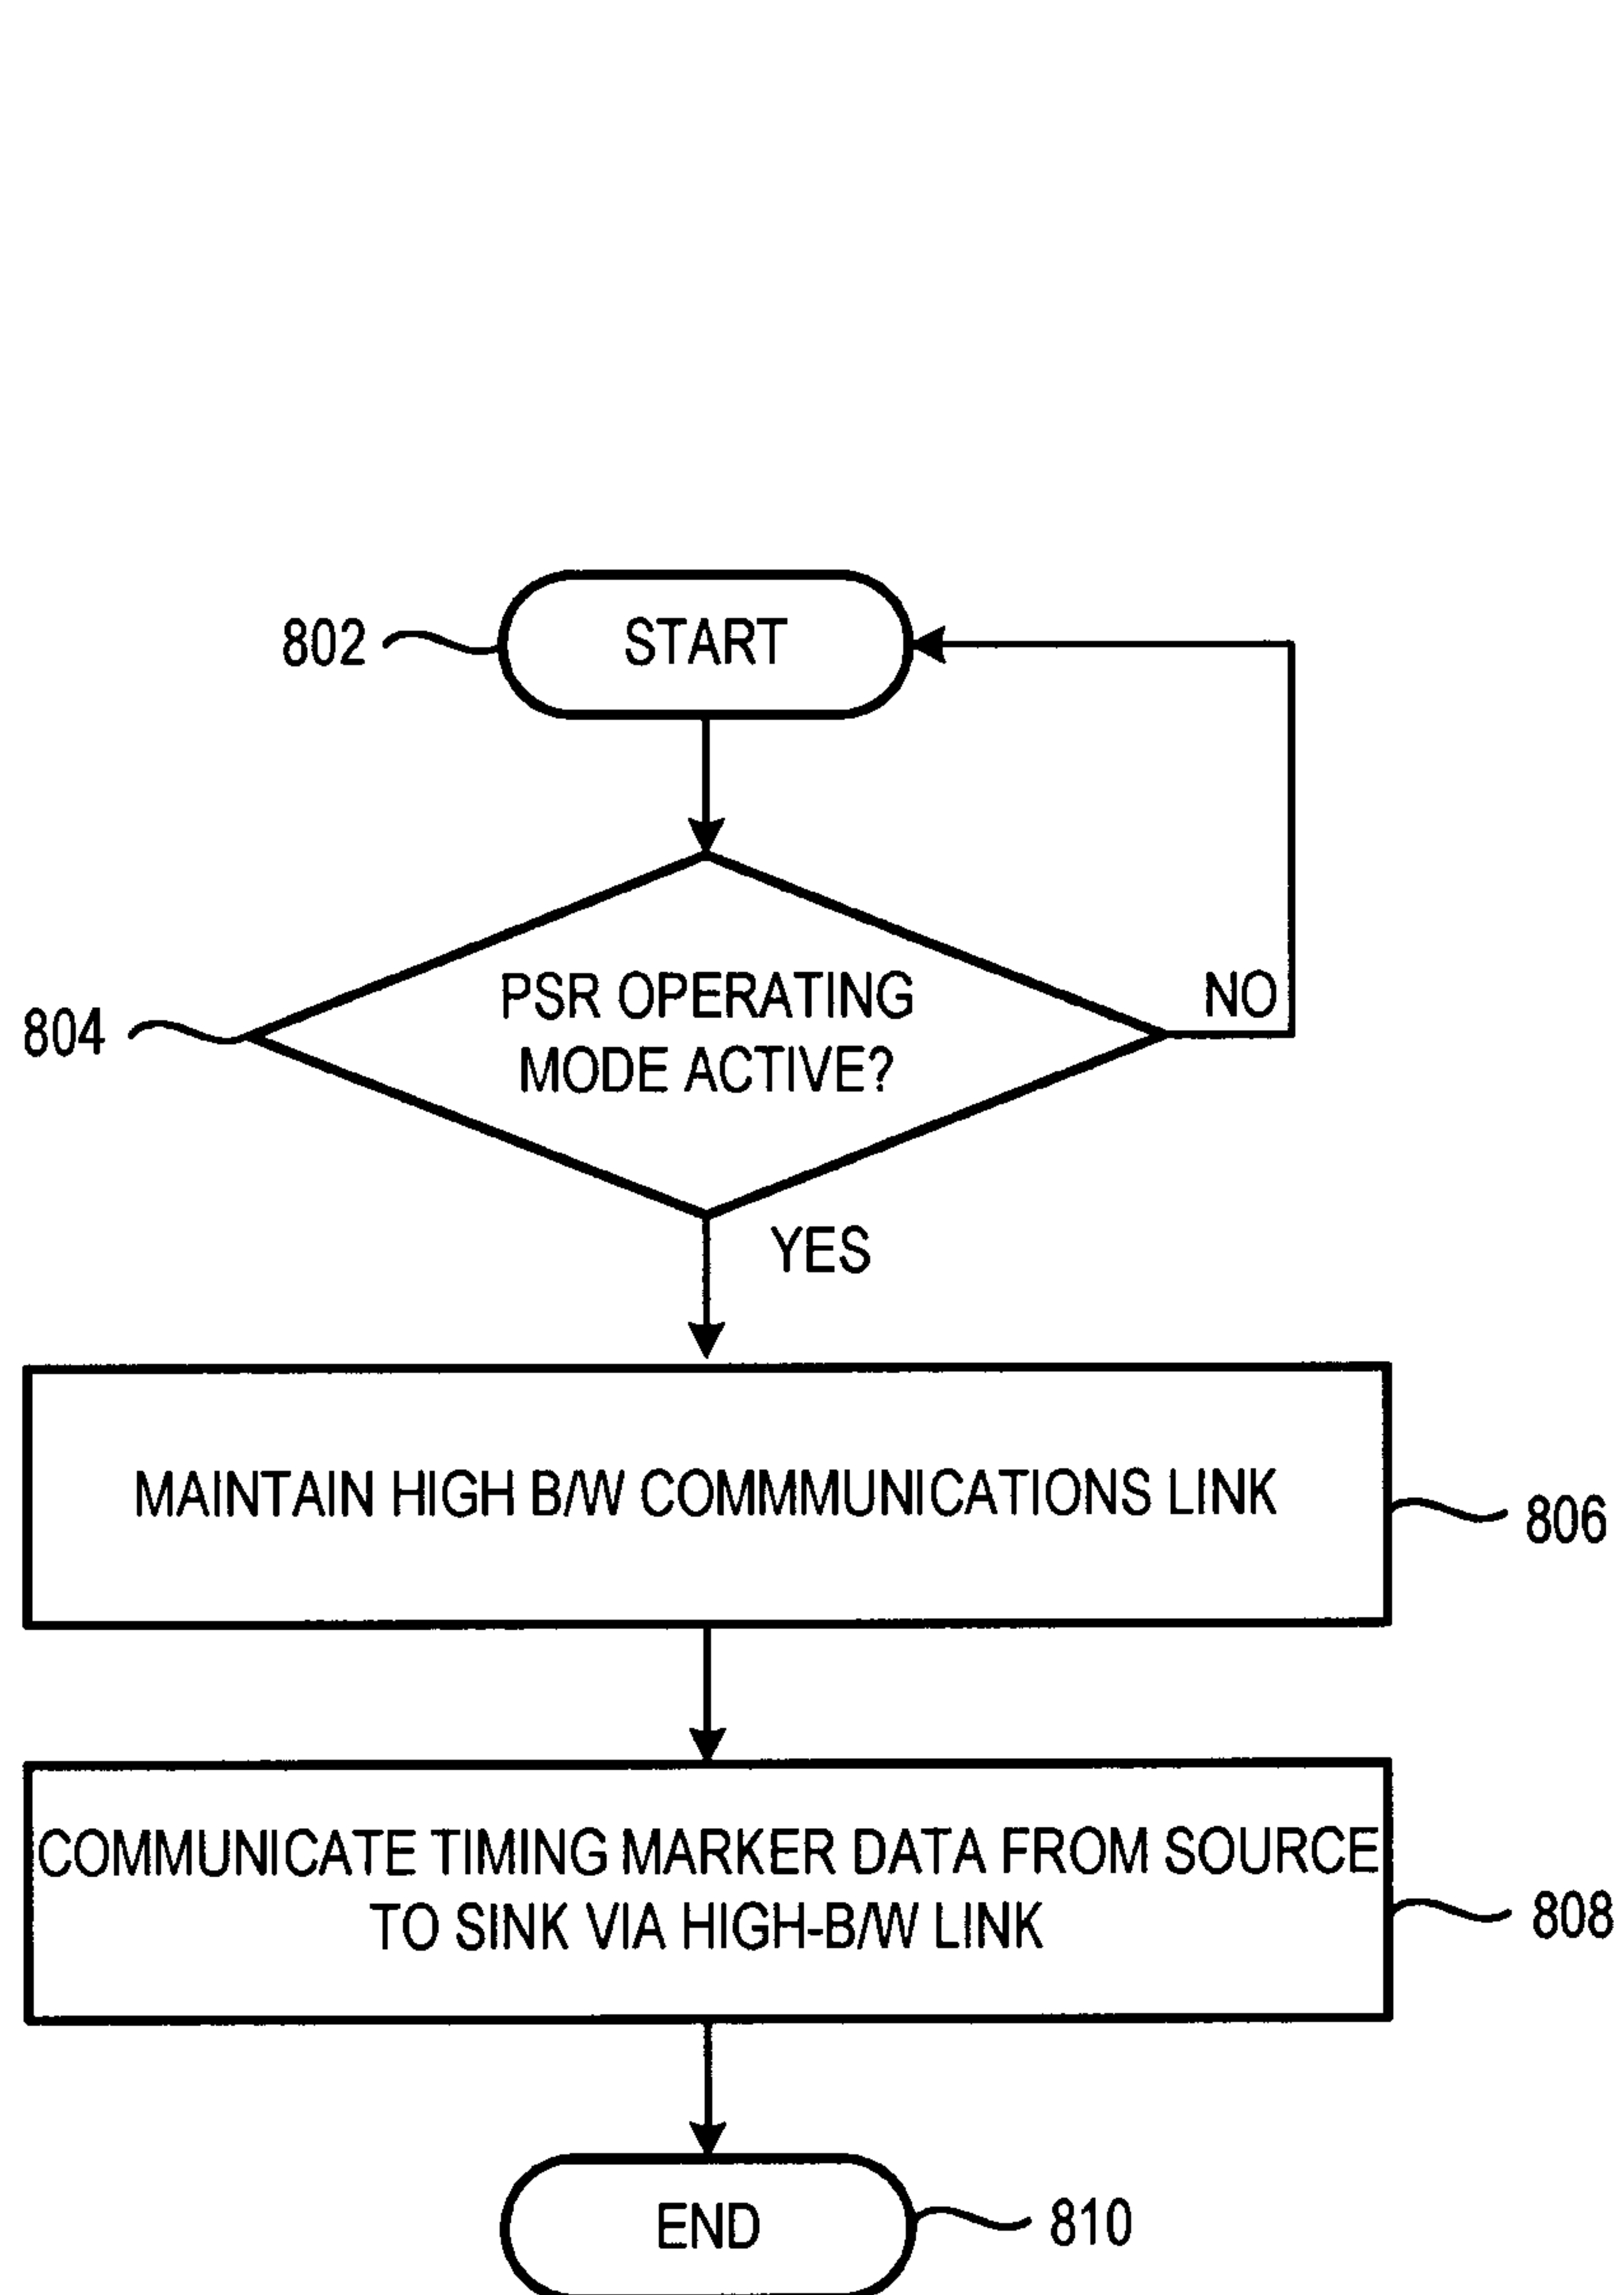 802
START
804
PSR OPERATING
MODE ACTIVE?
NO
YES
MAINTAIN HIGH B/W COMMMUNICATIONS LINK
806
COMMUNICATE TIMING MARKER DATA FROM SOURCE
TO SINK VIA HIGH-B/W LINK
808
END
810